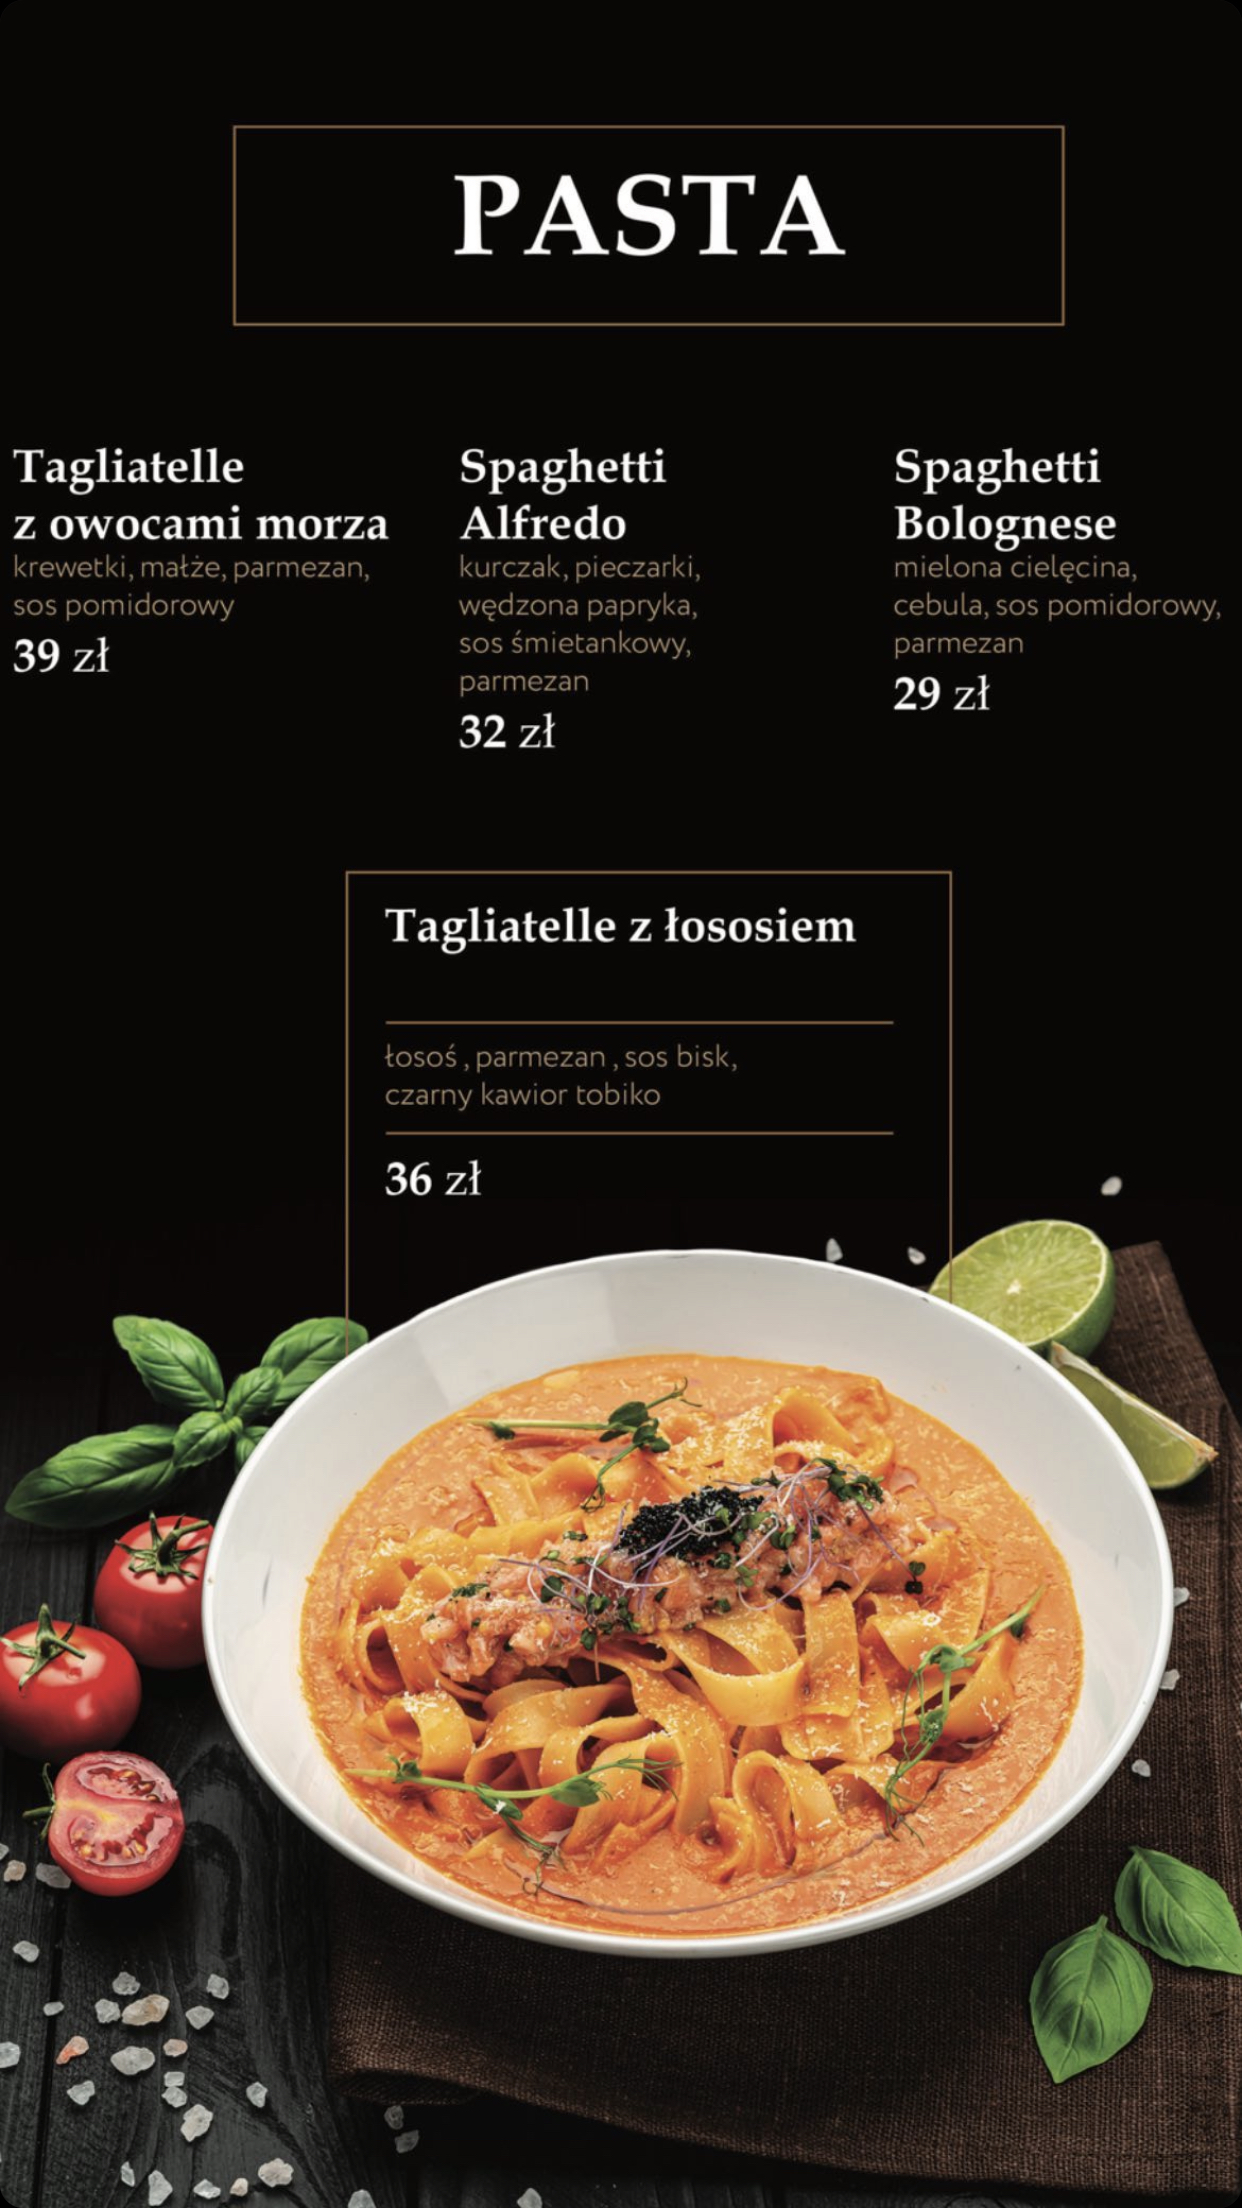 PASTA
Tagliatelle
z owocami morza
krewetki, małże, parmezan,
sos pomidorowy
39 zł
Spaghetti
Alfredo
kurczak, pieczarki,
wędzona papryka,
sos śmietankowy,
parmezan
32 zł
Spaghetti
Bolognese
mielona cielęcina,
cebula, sos pomidorowy,
parmezan
29 zł
Tagliatelle z łososiem
łosoś , parmezan , sos bisk,
czarny kawior tobiko
36 zł